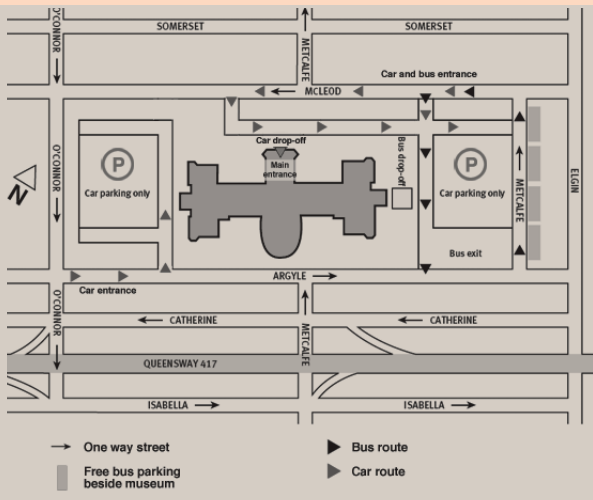 O'CONNOR
SOMERSET
METCALFE
SOMERSET
Car and bus entrance
MCLEOD
Car drop-off
Main
entrance
Bus drop-off
P
Car parking only
P
Car parking only
O'CONNOR
METCALFE
ELGIN
N
Bus exit
ARGYLE
Car entrance
O'CONNOR
CATHERINE
METCALFE
CATHERINE
QUEENSWAY 417
ISABELLA
ISABELLA
One way street
Bus route
Free bus parking
beside museum
Car route